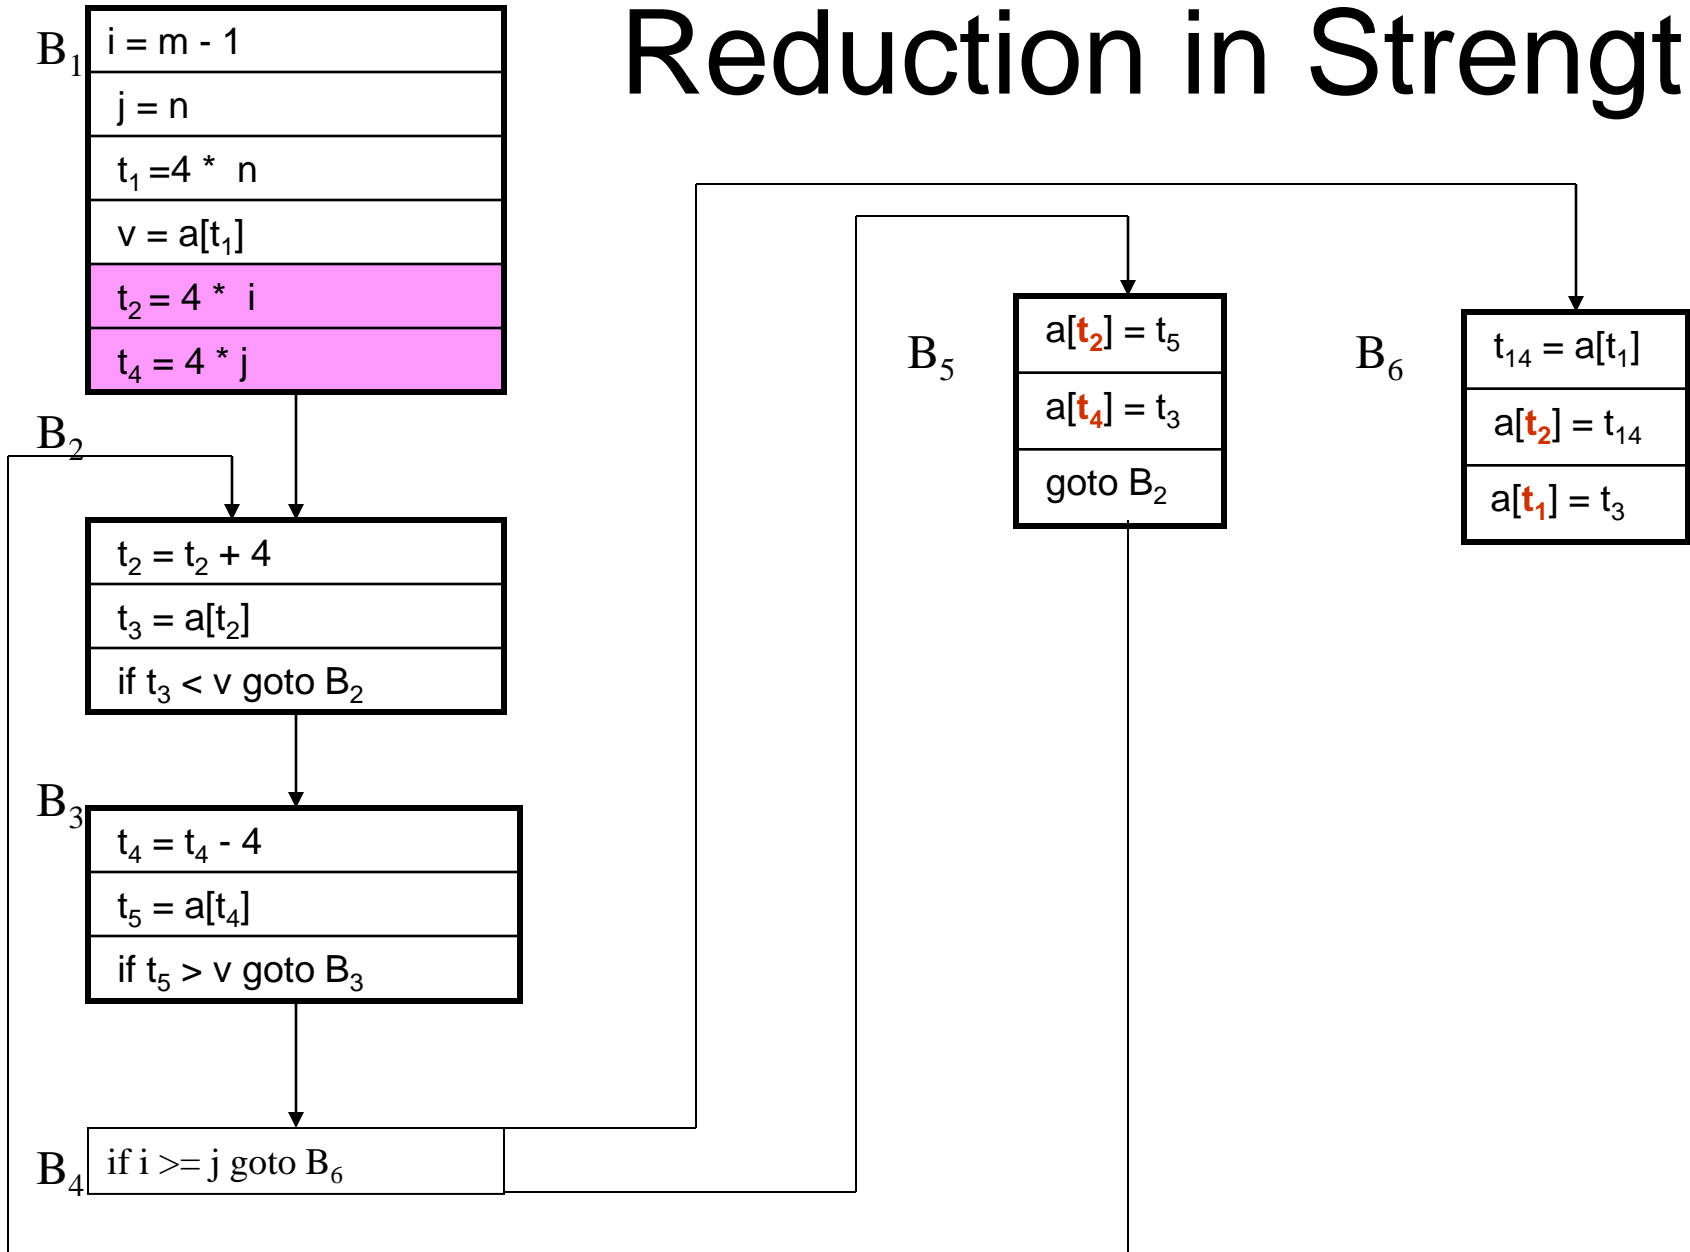 Reduction in Strengt
B₁
i = m - 1
j = n
t₁ =4 * n
v = a[t₁]
t₂ = 4 * i
t₄ = 4 * j
B₂
t₂ = t₂ + 4
t₃ = a[t₂]
if t₃ < v goto B₂
B₃
t₄ = t₄ - 4
t₅ = a[t₄]
if t₅ > v goto B₃
B₄
if i >= j goto B₆
B₅
a[t₂] = t₅
a[t₄] = t₃
goto B₂
B₆
t₁₄ = a[t₁]
a[t₂] = t₁₄
a[t₁] = t₃